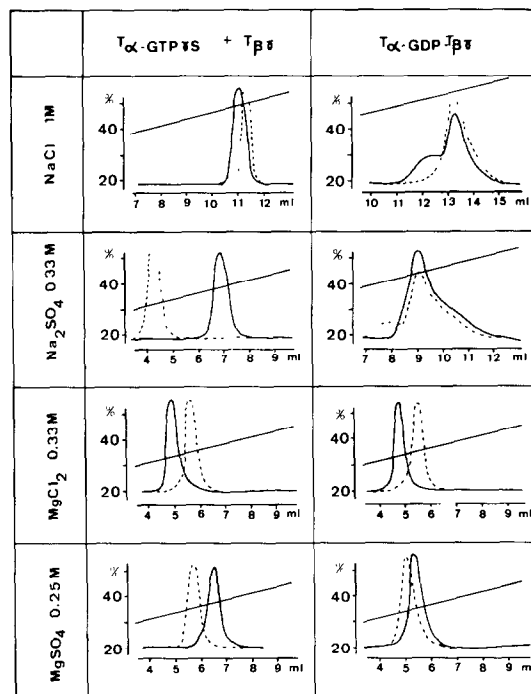 Tα-GTPγS + Tβγ
Tα-GDP-Tβγ
NaCl 1M
% 40 20
7 8 9 10 11 12 ml
% 40 20
10 11 12 13 14 15 ml
Na2SO4 0.33M
% 40 20
4 5 6 7 8 9 ml
% 40 20
7 8 9 10 11 12 ml
MgCl2 0.33M
% 40 20
4 5 6 7 8 9 ml
% 40 20
4 5 6 7 8 9 ml
MgSO4 0.25M
% 40 20
4 5 6 7 8 9 ml
% 40 20
4 5 6 7 8 9 ml